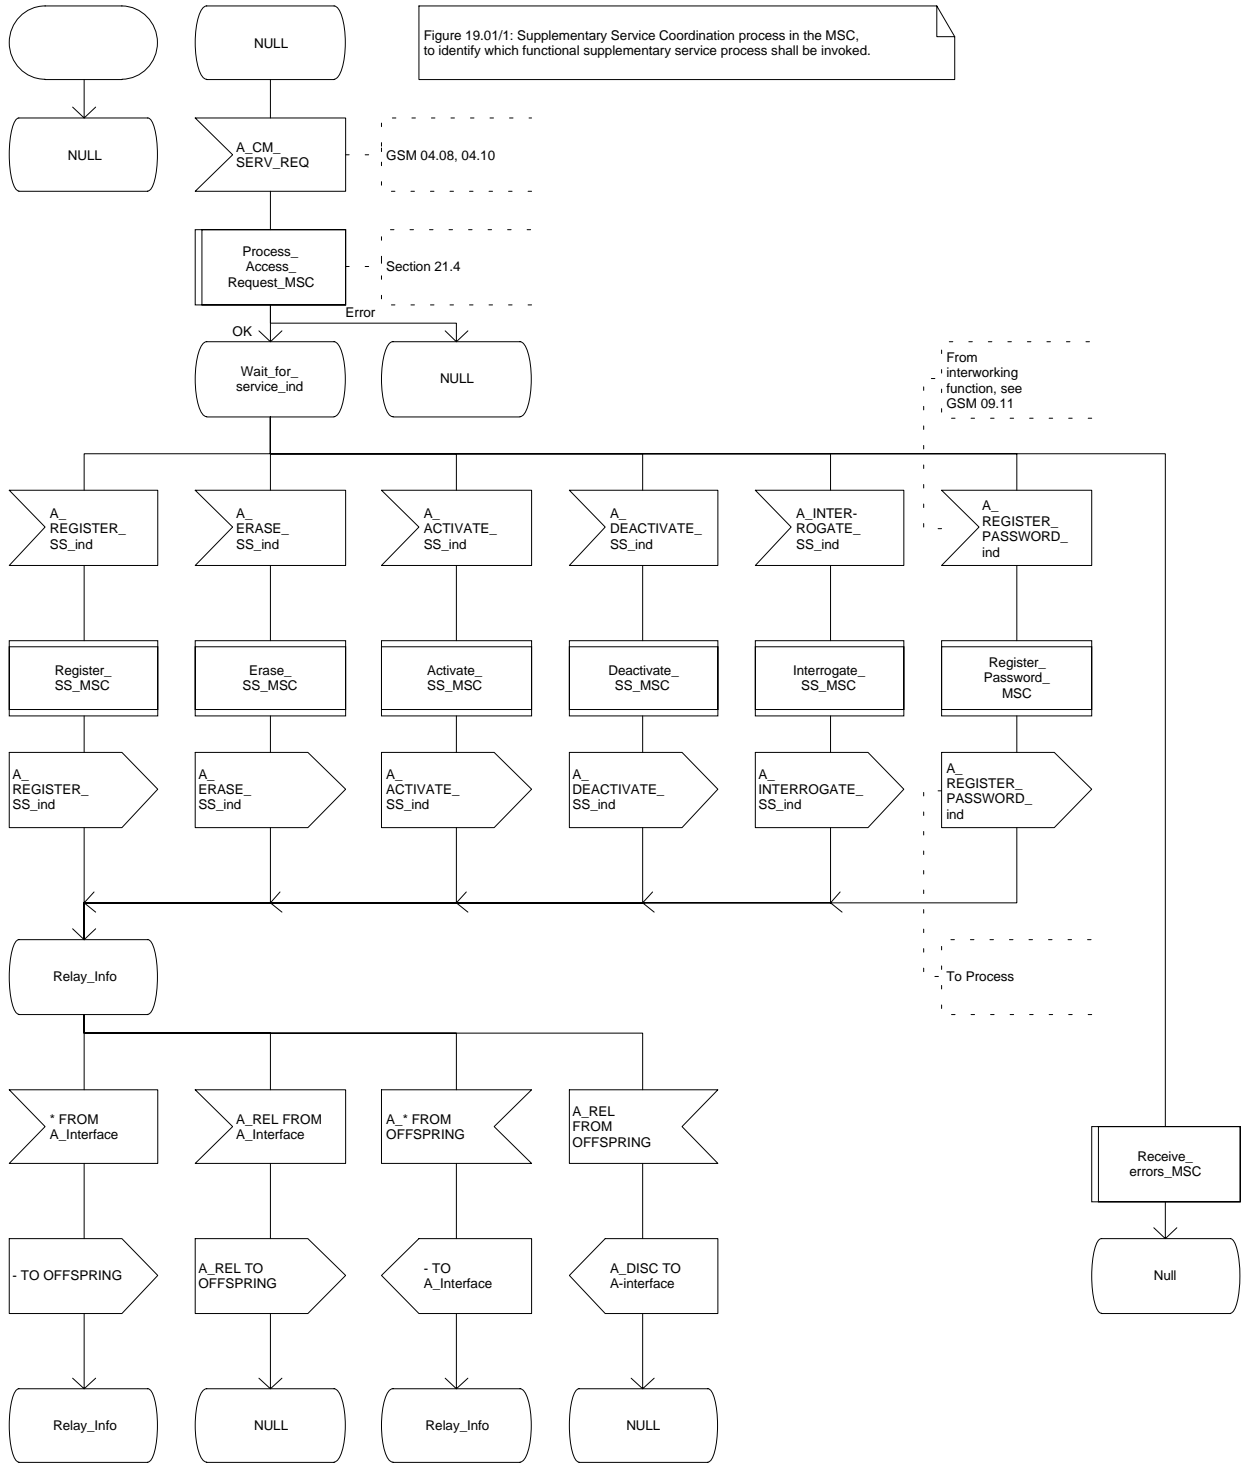 Figure 19.01/1: Supplementary Service Coordination process in the MSC,
to identify which functional supplementary service process shall be invoked.
NULL
NULL
A_CM_
SERV_REQ
GSM 04.08, 04.10
Process_
Access_
Request_MSC
Section 21.4
Error
OK
Wait_for_
service_ind
NULL
From
interworking
function, see
GSM 09.11
A_
REGISTER_
SS_ind
A_
ERASE_
SS_ind
A_
ACTIVATE_
SS_ind
A_
DEACTIVATE_
SS_ind
A_INTER-
ROGATE_
SS_ind
A_
REGISTER_
PASSWORD_
ind
Register_
SS_MSC
Erase_
SS_MSC
Activate_
SS_MSC
Deactivate_
SS_MSC
Interrogate_
SS_MSC
Register_
Password_
MSC
A_
REGISTER_
SS_ind
A_
ERASE_
SS_ind
A_
ACTIVATE_
SS_ind
A_
DEACTIVATE_
SS_ind
A_
INTERROGATE_
SS_ind
A_
REGISTER_
PASSWORD_
ind
Relay_Info
To Process
* FROM
A_Interface
A_REL FROM
A_Interface
A_* FROM
OFFSPRING
A_REL
FROM
OFFSPRING
Receive_
errors_MSC
- TO OFFSPRING
A_REL TO
OFFSPRING
- TO
A_Interface
A_DISC TO
A-interface
Null
Relay_Info
NULL
Relay_Info
NULL